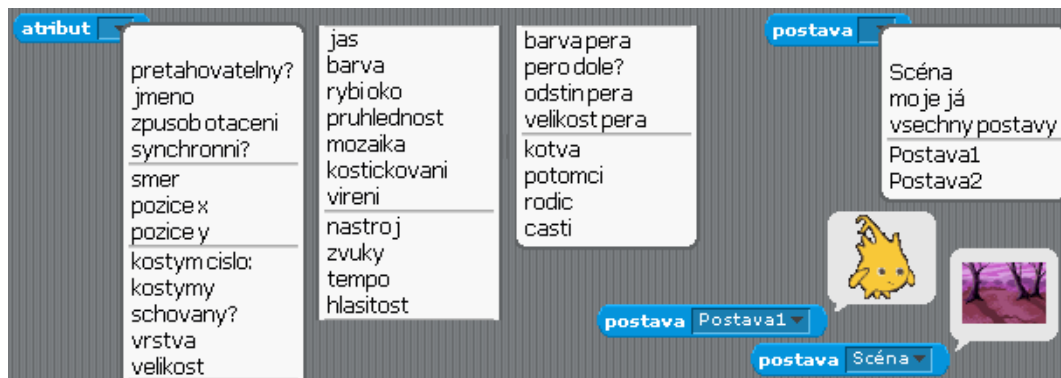 atribut
pretahovatelny?
jmeno
zpusob otaceni
synchronni?
smer
pozice x
pozice y
kostym cislo:
kostymy
schovany?
vrstva
velikost
jas
barva
rybi oko
pruhlednost
mozaika
kostickovani
vireni
nastroj
zvuky
tempo
hlasitost
barva pera
pero dole?
odstin pera
velikost pera
kotva
potomci
rodic
casti
postava
Scéna
moje já
vsechny postavy
Postava1
Postava2
postava Postava1
postava Scéna